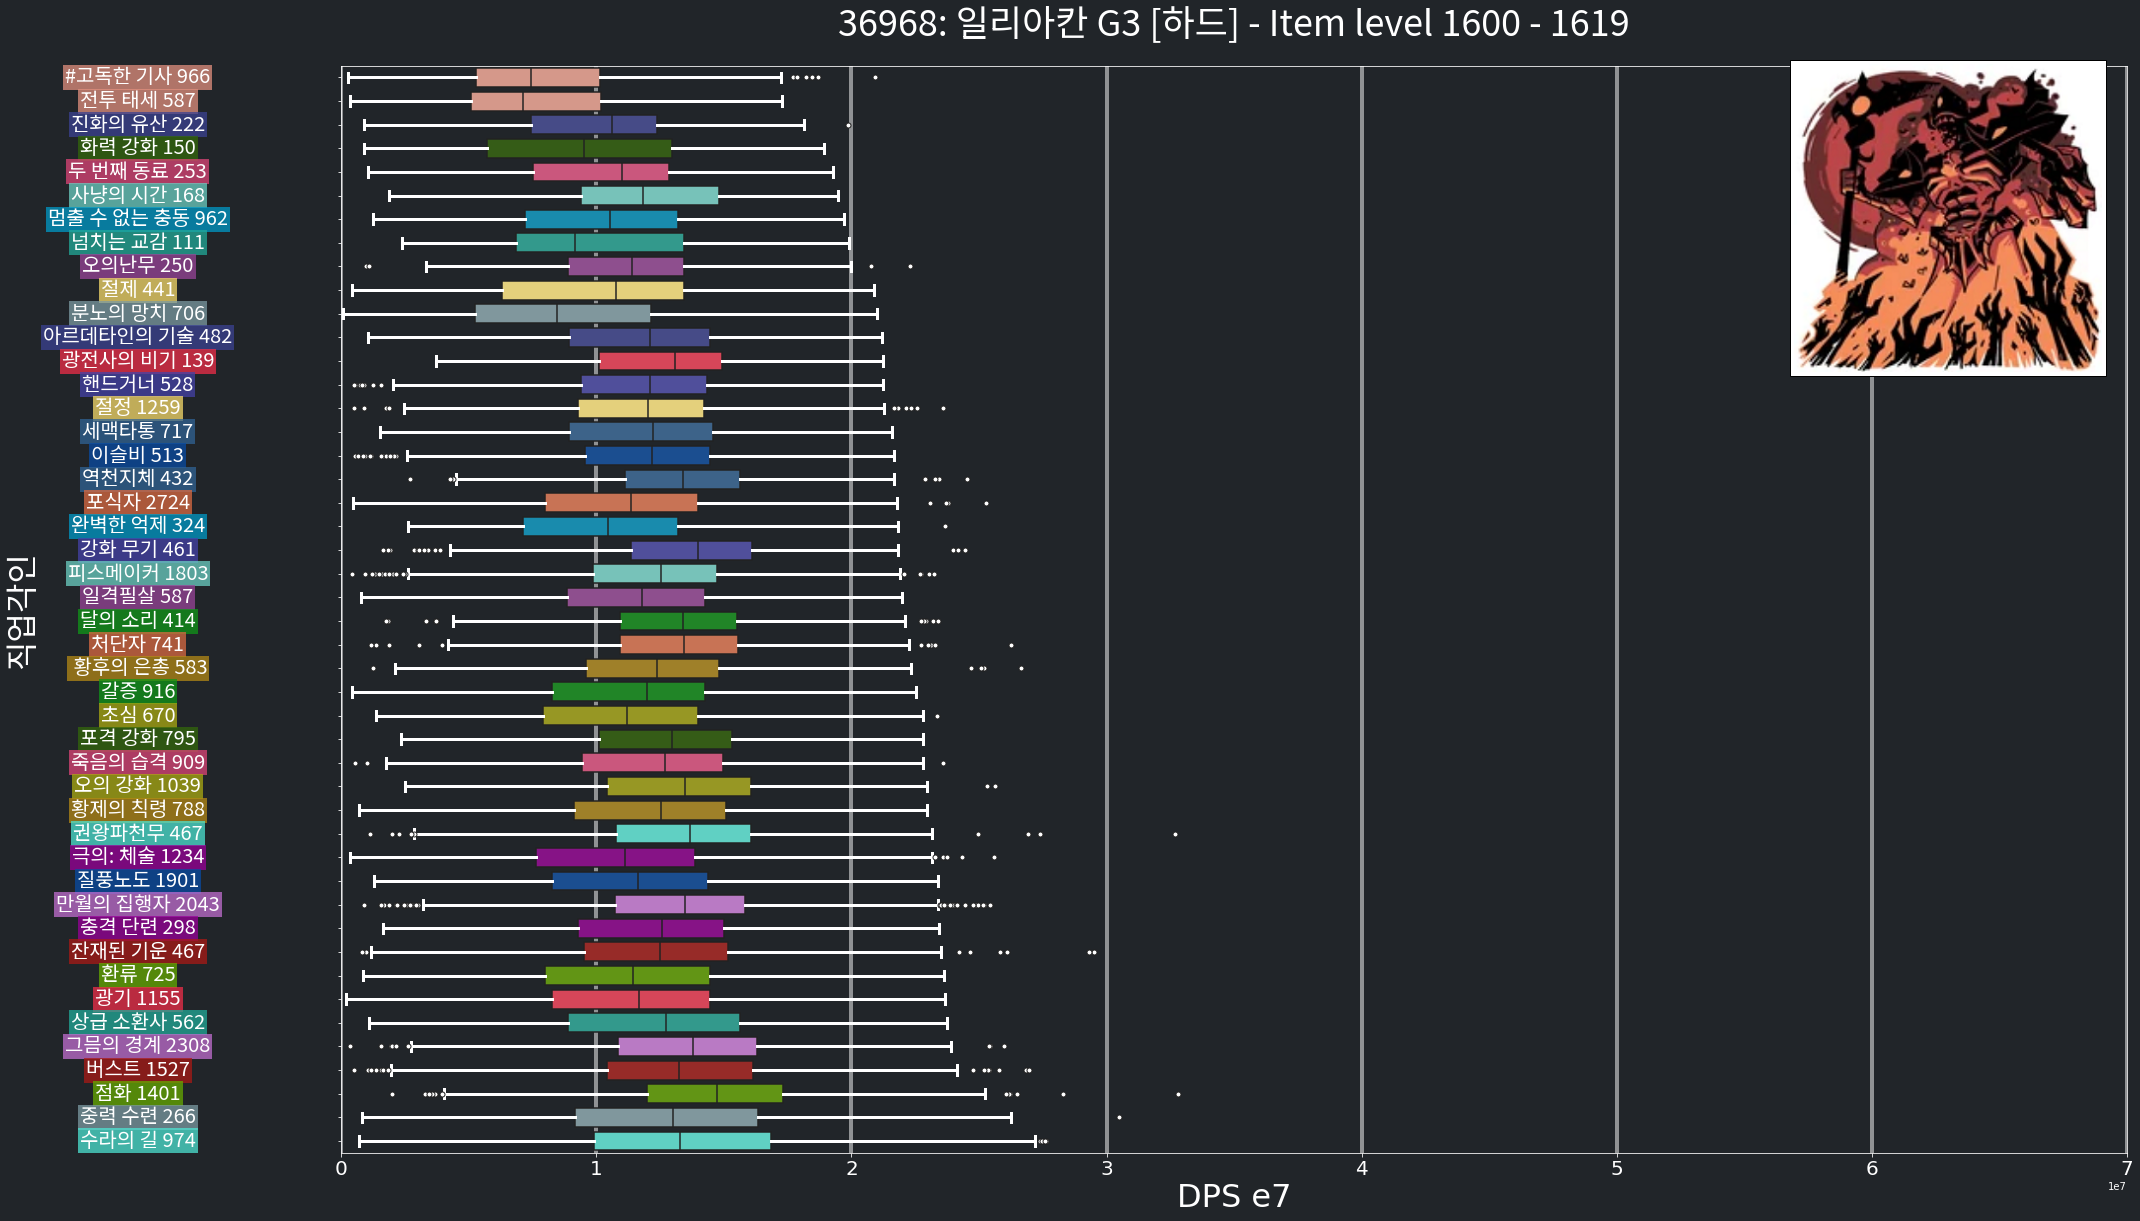 36968: 일리아칸 G3 [하드] - Item level 1600 - 1619
#고독한 기사 966
전투 태세 587
진화의 유산 222
화력 강화 150
두 번째 동료 253
사냥의 시간 168
멈출 수 없는 충동 962
넘치는 교감 111
오의난무 250
절제 441
분노의 망치 706
아르데타인의 기술 482
광전사의 비기 139
핸드거너 528
절정 1259
세맥타통 717
이슬비 513
역천지체 432
포식자 2724
완벽한 억제 324
강화 무기 461
피스메이커 1803
일격필살 587
달의 소리 414
처단자 741
황후의 은총 583
갈증 916
초심 670
포격 강화 795
죽음의 습격 909
오의 강화 1039
황제의 칙령 788
권왕파천무 467
극의: 체술 1234
질풍노도 1901
만월의 집행자 2043
충격 단련 298
잔재된 기운 467
환류 725
광기 1155
상급 소환사 562
그믐의 경계 2308
버스트 1527
점화 1401
중력 수련 266
수라의 길 974
직업각인
0 1 2 3 4 5 6 7
1e7
DPS e7